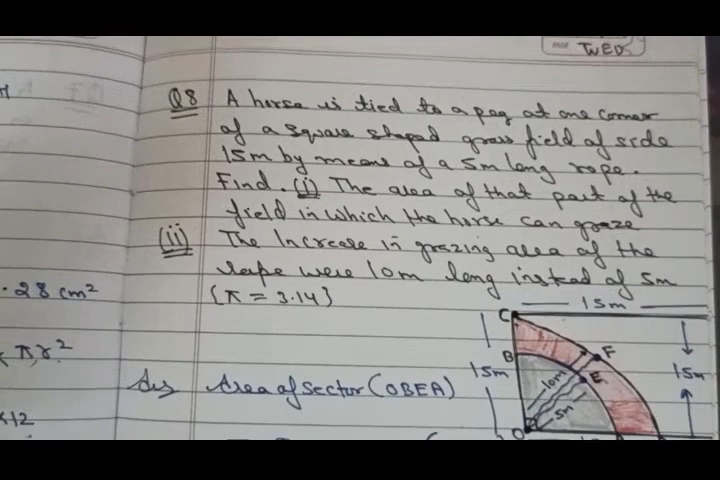 PAGE WED
Q8 A horse is tied to a peg at one corner
of a square shaped grass field of side
15m by means of a 5m long rope.
Find. (i) The area of that part of the
field in which the horse can graze
(ii) The Increase in grazing area of the
rope were 10m long instead of 5m
{π = 3.14}
15m
C
B
F
E
15m
15m
10m
5m
O
Ans Area of sector (OBEA)
. 28 cm²
πr²
×12